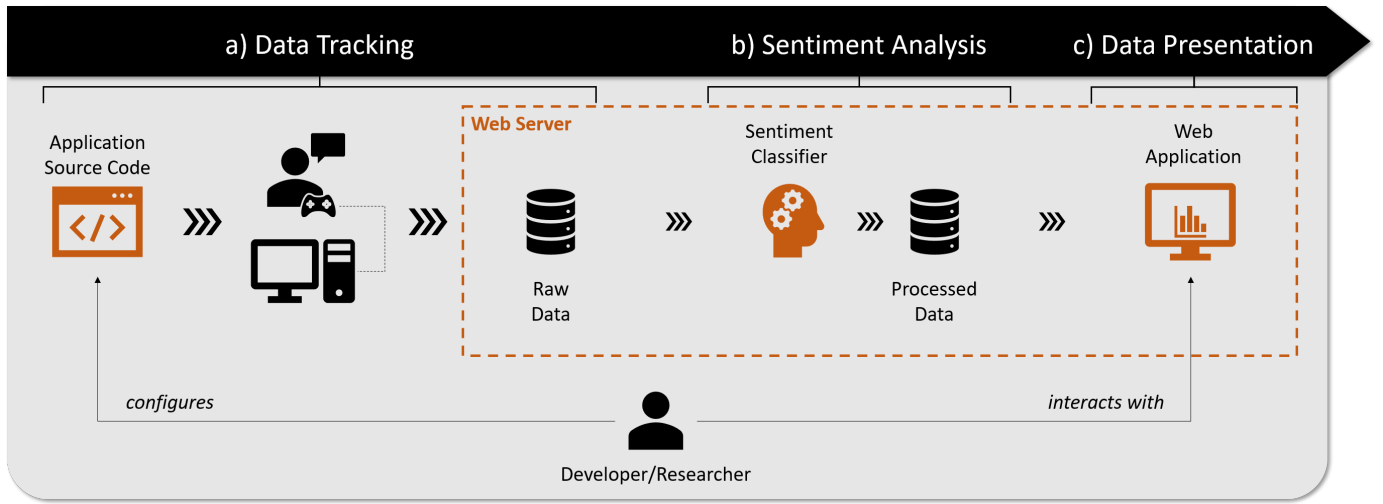 a) Data Tracking
b) Sentiment Analysis
c) Data Presentation
Web Server
Application
Source Code
</>
Sentiment
Classifier
Web
Application
Raw
Data
Processed
Data
configures
interacts with
Developer/Researcher